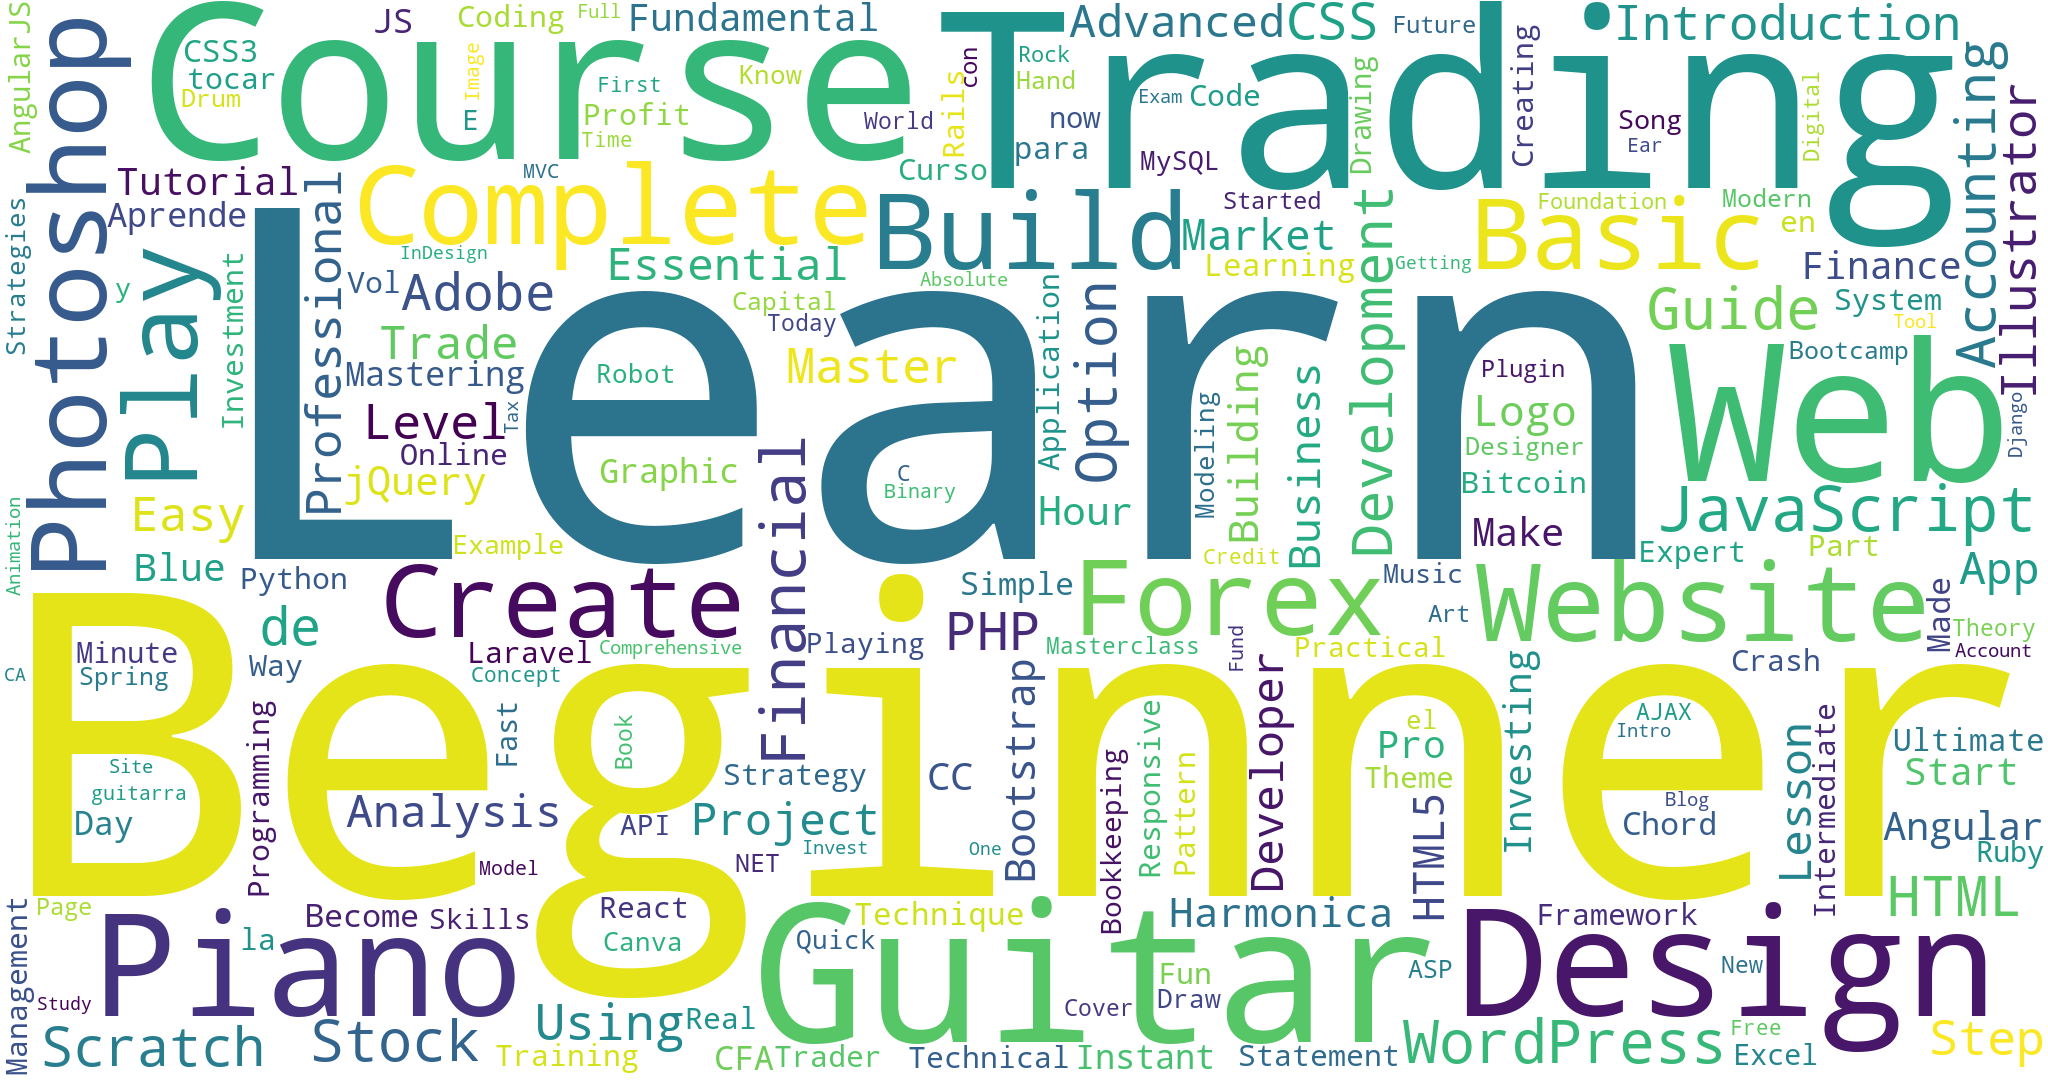 AngularJS
Photoshop
Course
Trading
JS
Coding
Full
Fundamental
Advanced
CSS
Future
Introduction
CSS3
tocar
Drum
Image
E
First
Know
Profit
Time
World
Rails
con
Rock
Hand
now
para
Exam
Code
MySQL
Drawing
Creating
Song
Ear
Digital
Accounting
Illustrator
Tutorial
Aprende
Professional
MVC
Complete
Curso
Build
Started
Market
Learning
Development
Getting
Basic
Foundation
Modern
en
Finance
System
Tool
Strategies
y
Play
Investment
Vol
Adobe
InDesign
Essential
Absolute
Capital
Today
Learn
Application
Option
Guide
Web
Bootcamp
Trade
Mastering
Robot
Master
Level
Tax
Online
jQuery
Graphic
C
Binary
Financial
Hour
Modeling
Building
Business
Plugin
Logo
Designer
Bitcoin
Make
JavaScript
Django
Easy
Blue
Animation
Example
Python
Create
Simple
Forex
Credit
Music
Art
Website
Expert
Part
App
de
Beginner
Minute
Spring
CA
Way
Laravel
Concept
Comprehensive
Playing
PHP
Masterclass
Fund
Practical
Crash
Made
Theory
Account
Site
guitarra
Day
Programming
Fast
Book
Analysis
API
Strategy
Project
CC
Invest
NET
Model
One
Bootstrap
Bookkeeping
Responsive
Pattern
Developer
el
Pro
Theme
HTML5
Investing
AJAX
Intro
Blog
Chord
Lesson
Intermediate
Ultimate
Start
Angular
Ruby
HTML
Page
Management
Study
Piano
la
Become
Skills
React
Canva
Technique
Quick
Guitar
Harmonica
Fun
Draw
Cover
ASP
Framework
Design
New
Scratch
Stock
Using
Real
Training
CFA
Trader
Technical
Instant
Statement
WordPress
Free
Excel
Step